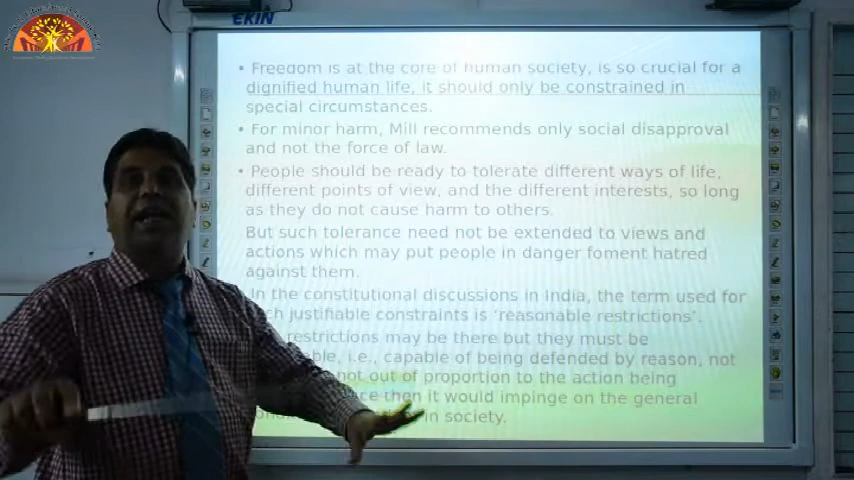 EKIN
• Freedom is at the core of human society, is so crucial for a
dignified human life, it should only be constrained in
special circumstances.
• For minor harm, Mill recommends only social disapproval
and not the force of law.
• People should be ready to tolerate different ways of life,
different points of view, and the different interests, so long
as they do not cause harm to others.
But such tolerance need not be extended to views and
actions which may put people in danger foment hatred
against them.
In the constitutional discussions in India, the term used for
justifiable constraints is ‘reasonable restrictions’.
restrictions may be there but they must be
i.e., capable of being defended by reason, not
not out of proportion to the action being
then it would impinge on the general
in society.